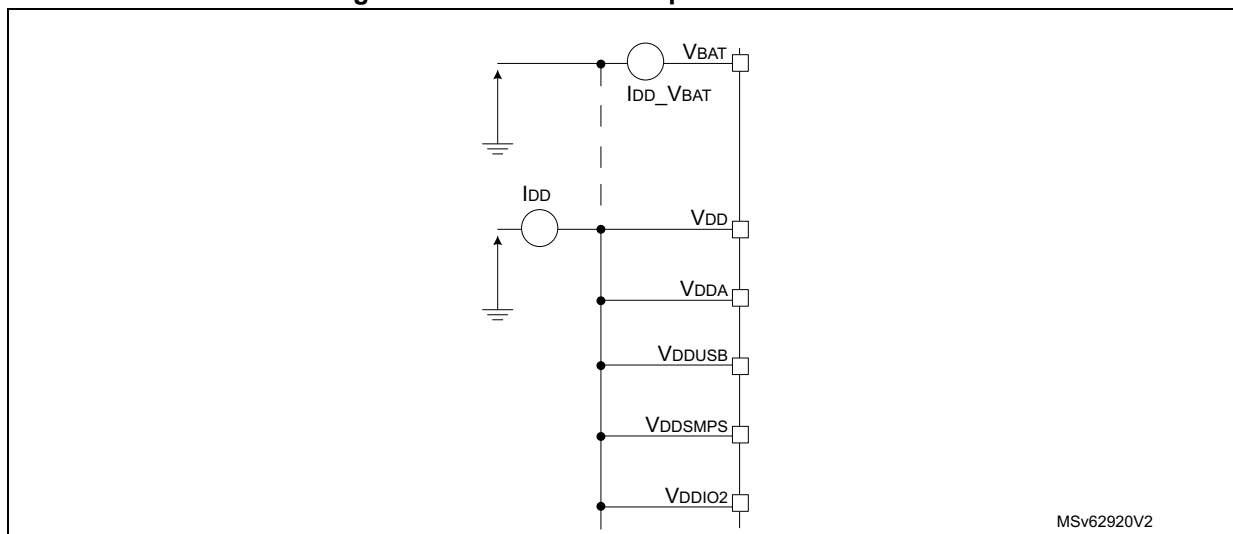 VBAT
IDD_VBAT
IDD
VDD
VDDA
VDDUSB
VDDSMPS
VDDIO2
MSv62920V2